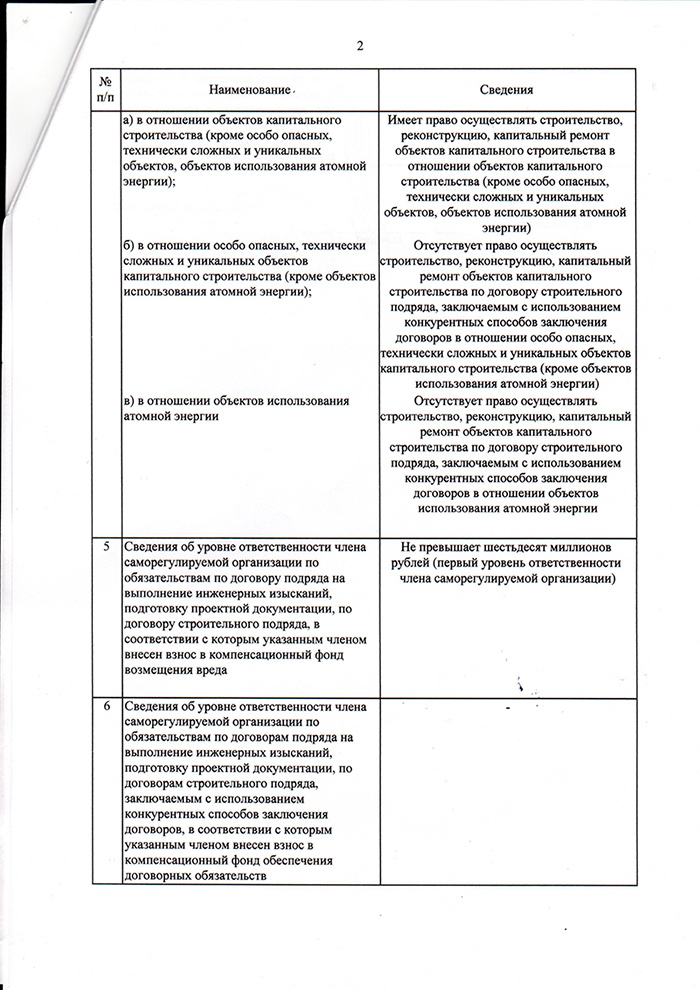 2
№
п/п
Наименование
Сведения
а) в отношении объектов капитального
строительства (кроме особо опасных,
технически сложных и уникальных
объектов, объектов использования атомной
энергии);
Имеет право осуществлять строительство,
реконструкцию, капитальный ремонт
объектов капитального строительства в
отношении объектов капитального
строительства (кроме особо опасных,
технически сложных и уникальных
объектов, объектов использования атомной
энергии)
б) в отношении особо опасных, технически
сложных и уникальных объектов
капитального строительства (кроме объектов
использования атомной энергии);
Отсутствует право осуществлять
строительство, реконструкцию, капитальный
ремонт объектов капитального
строительства по договору строительного
подряда, заключаемым с использованием
конкурентных способов заключения
договоров в отношении особо опасных,
технически сложных и уникальных объектов
капитального строительства (кроме объектов
использования атомной энергии)
в) в отношении объектов использования
атомной энергии
Отсутствует право осуществлять
строительство, реконструкцию, капитальный
ремонт объектов капитального
строительства по договору строительного
подряда, заключаемым с использованием
конкурентных способов заключения
договоров в отношении объектов
использования атомной энергии
5
Сведения об уровне ответственности члена
саморегулируемой организации по
обязательствам по договору подряда на
выполнение инженерных изысканий,
подготовку проектной документации, по
договору строительного подряда, в
соответствии с которым указанным членом
внесен взнос в компенсационный фонд
возмещения вреда
Не превышает шестьдесят миллионов
рублей (первый уровень ответственности
члена саморегулируемой организации)
6
Сведения об уровне ответственности члена
саморегулируемой организации по
обязательствам по договорам подряда на
выполнение инженерных изысканий,
подготовку проектной документации, по
договорам строительного подряда,
заключаемым с использованием
конкурентных способов заключения
договоров, в соответствии с которым
указанным членом внесен взнос в
компенсационный фонд обеспечения
договорных обязательств
-